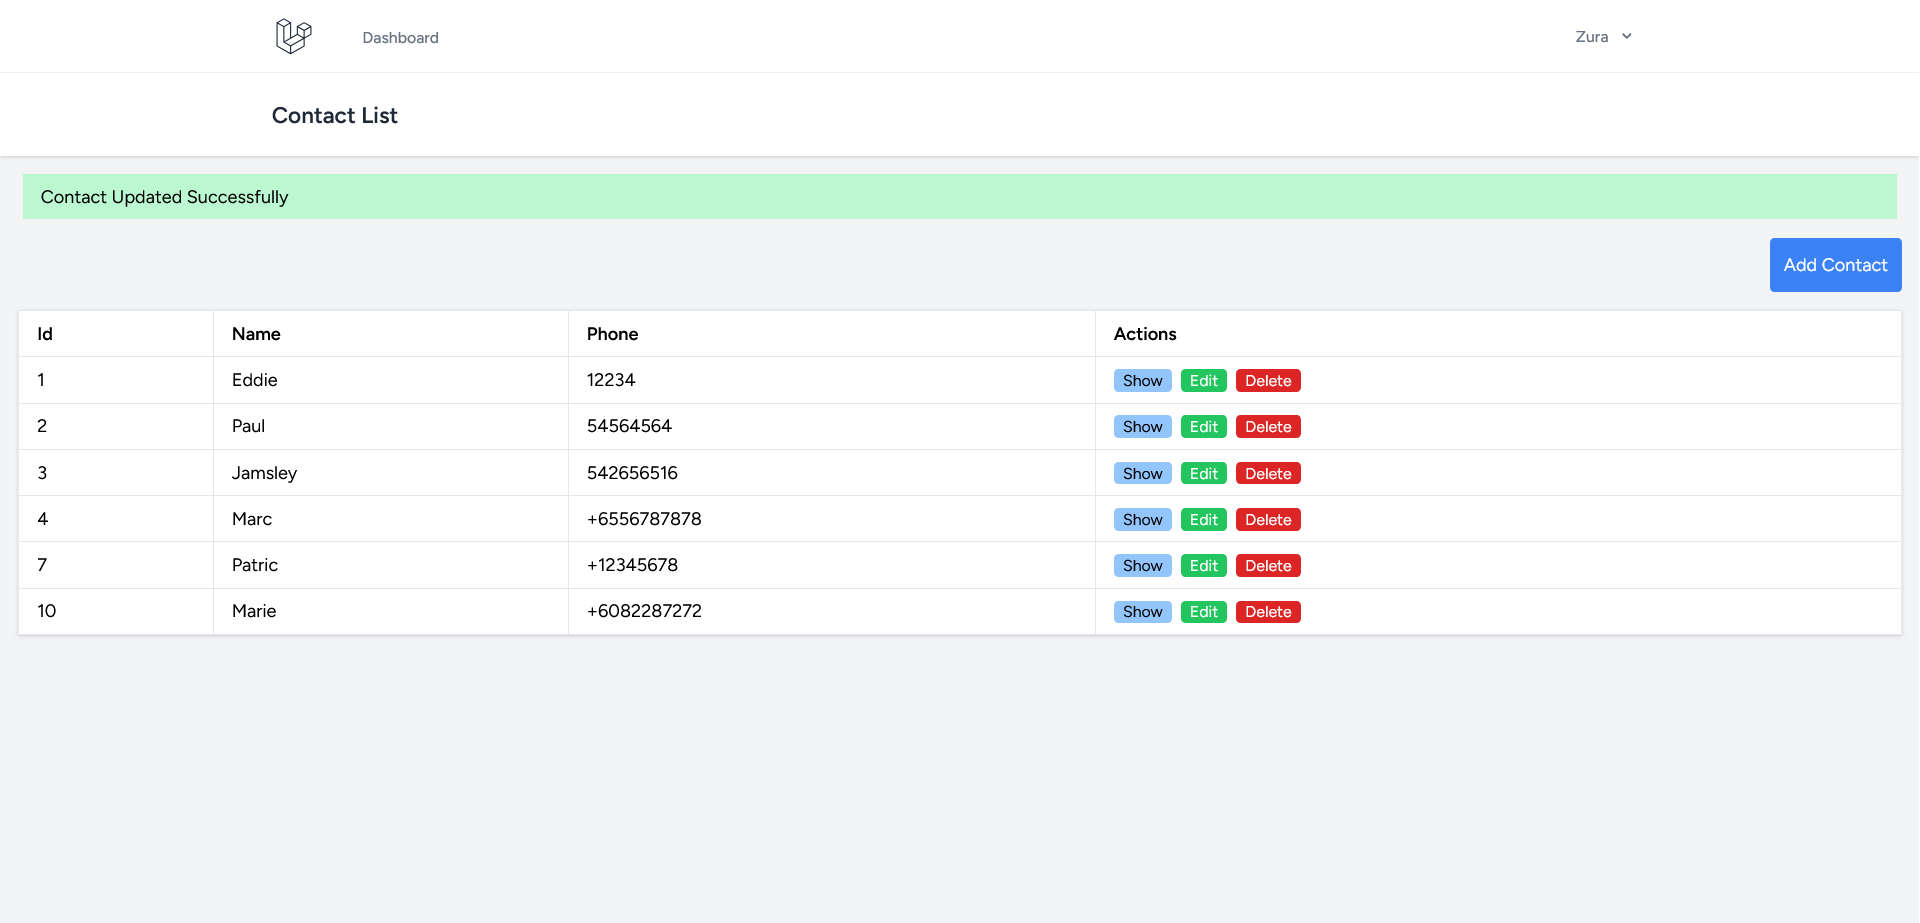 Dashboard
Zura
Contact List
Contact Updated Successfully
Add Contact
Id Name Phone Actions
1 Eddie 12234 Show Edit Delete
2 Paul 54564564 Show Edit Delete
3 Jamsley 542656516 Show Edit Delete
4 Marc +6556787878 Show Edit Delete
7 Patric +12345678 Show Edit Delete
10 Marie +6082287272 Show Edit Delete